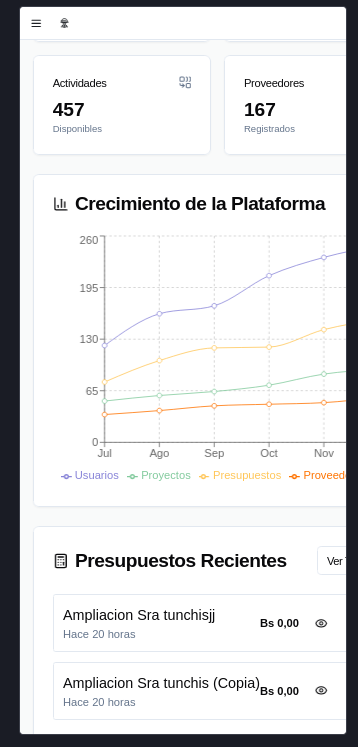 Actividades
457
Disponibles
Proveedores
167
Registrados
Crecimiento de la Plataforma
260
195
130
65
0
Jul Ago Sep Oct Nov
Usuarios Proyectos Presupuestos Proveedo
Presupuestos Recientes
Ver
Ampliacion Sra tunchisjj
Hace 20 horas
Bs 0,00
Ampliacion Sra tunchis (Copia)
Hace 20 horas
Bs 0,00